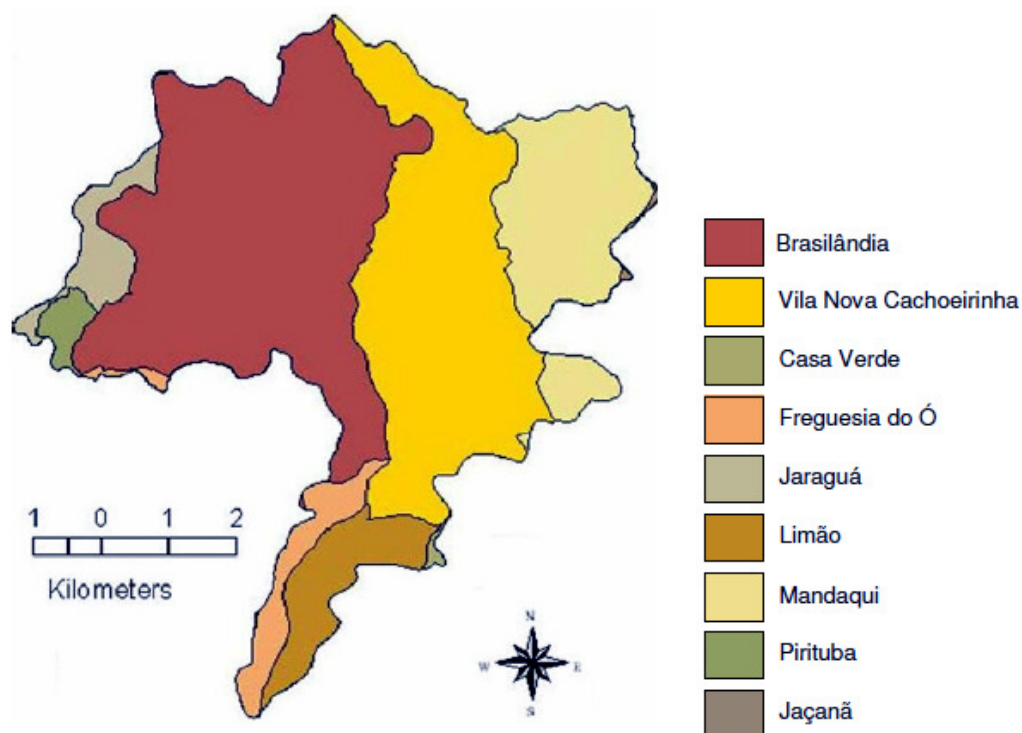 Brasilândia
Vila Nova Cachoeirinha
Casa Verde
Freguesia do Ó
Jaraguá
Limão
Mandaqui
Pirituba
Jaçanã
1 0 1 2
Kilometers
N
W E
S